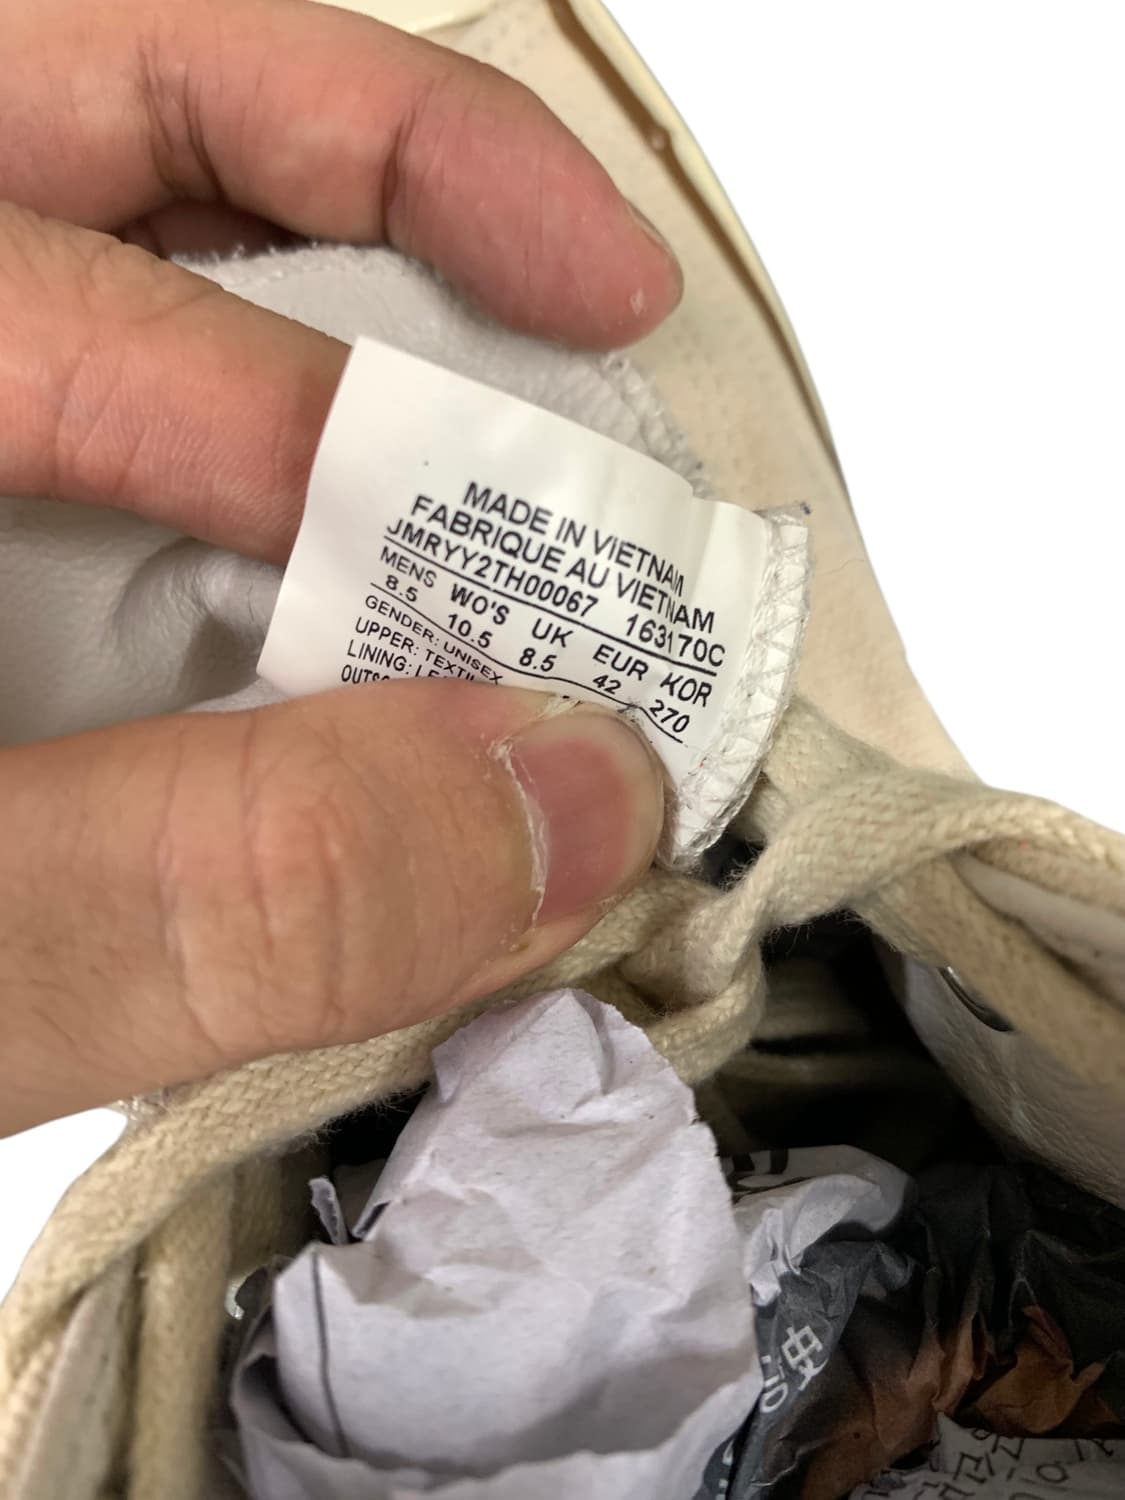 MADE IN VIETNAM
FABRIQUE AU VIETNAM
JMRYY2TH00067 163170C
MENS WO'S UK EUR KOR
8.5 10.5 8.5 42 270
GENDER: UNISEX
UPPER:
LINING: